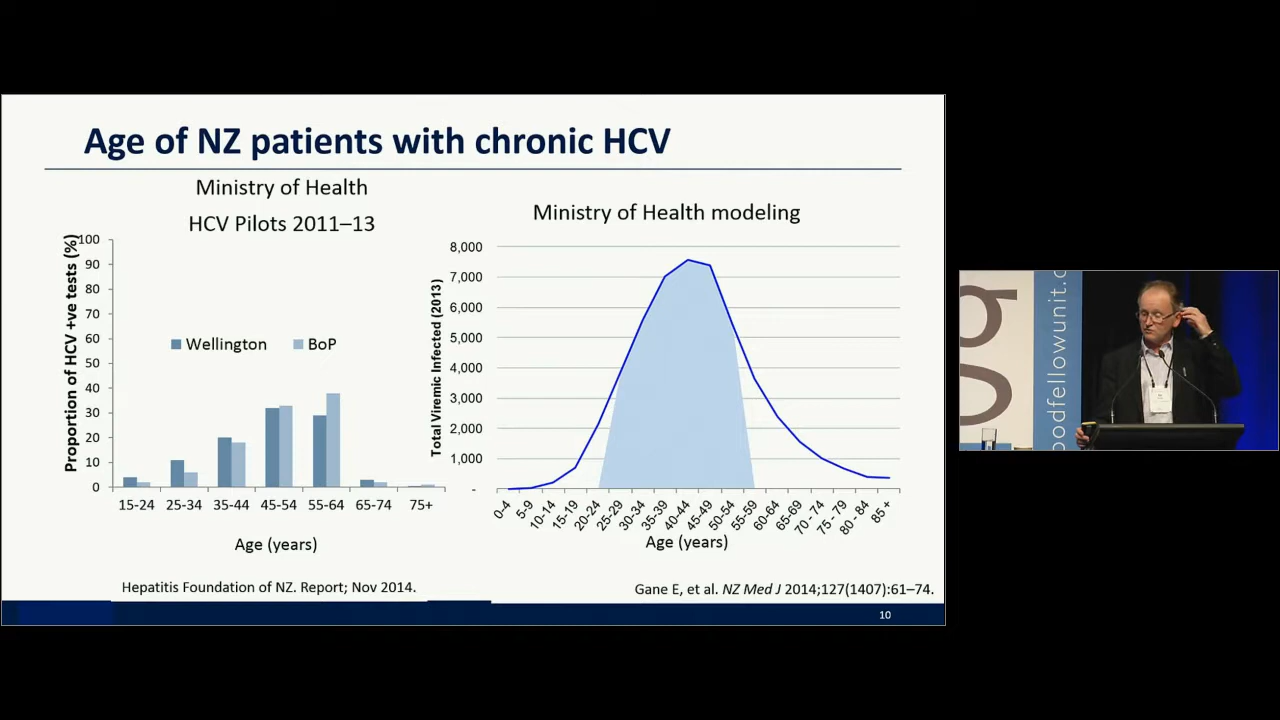 Age of NZ patients with chronic HCV
Ministry of Health
HCV Pilots 2011–13
Proportion of HCV +ve tests (%)
100
90
80
70
60
50
40
30
20
10
0
Wellington
BoP
15-24
25-34
35-44
45-54
55-64
65-74
75+
Age (years)
Hepatitis Foundation of NZ. Report; Nov 2014.
Ministry of Health modeling
Total Viremic Infected (2013)
8,000
7,000
6,000
5,000
4,000
3,000
2,000
1,000
-
0-4
5-9
10-14
15-19
20-24
25-29
30-34
35-39
40-44
45-49
50-54
55-59
60-64
65-69
70 -74
75 - 79
80 - 84
85 +
Age (years)
Gane E, et al. NZ Med J 2014;127(1407):61–74.
10
g
odfellowunit.c